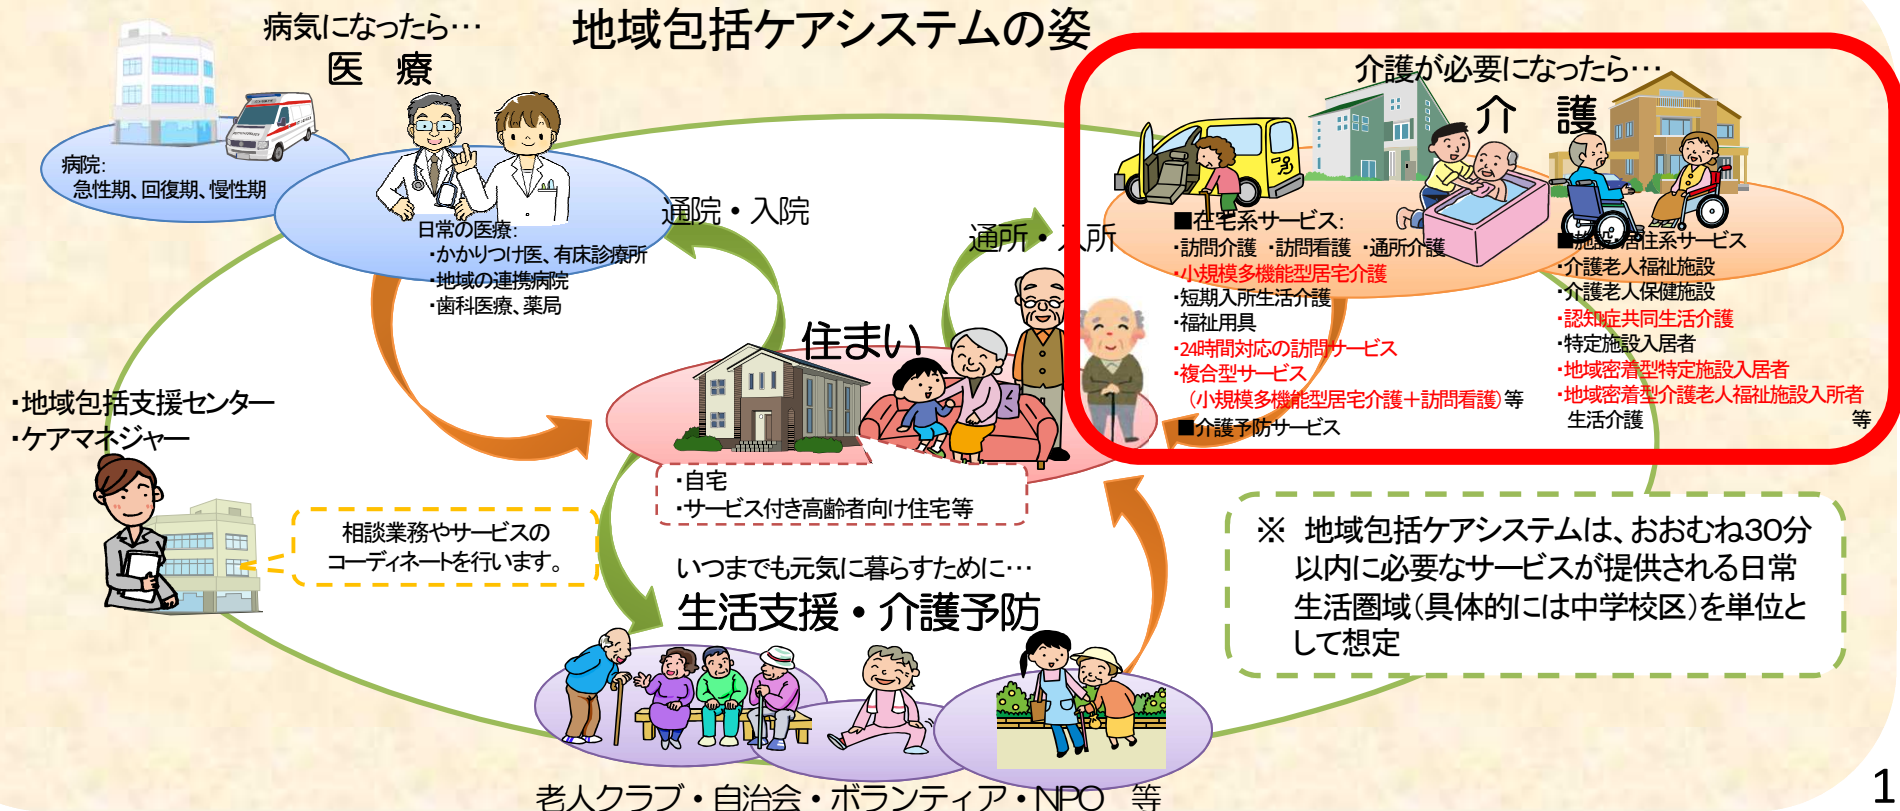 地域包括ケアシステムの姿
病気になったら…
医　療
病院:
急性期、回復期、慢性期
日常の医療:
・かかりつけ医、有床診療所
・地域の連携病院
・歯科医療、薬局
通院・入院
通所・入所
介護が必要になったら…
介　護
■在宅系サービス:
・訪問介護 ・訪問看護 ・通所介護
・小規模多機能型居宅介護
・短期入所生活介護
・福祉用具
・24時間対応の訪問サービス
・複合型サービス
（小規模多機能型居宅介護＋訪問看護）等
■介護予防サービス
■施設・居住系サービス
・介護老人福祉施設
・介護老人保健施設
・認知症共同生活介護
・特定施設入居者
・地域密着型特定施設入居者
・地域密着型介護老人福祉施設入所者
生活介護　等
住まい
・自宅
・サービス付き高齢者向け住宅等
・地域包括支援センター
・ケアマネジャー
相談業務やサービスの
コーディネートを行います。
いつまでも元気に暮らすために…
生活支援・介護予防
老人クラブ・自治会・ボランティア・NPO　等
※　地域包括ケアシステムは、おおむね30分
以内に必要なサービスが提供される日常
生活圏域（具体的には中学校区）を単位と
して想定
1